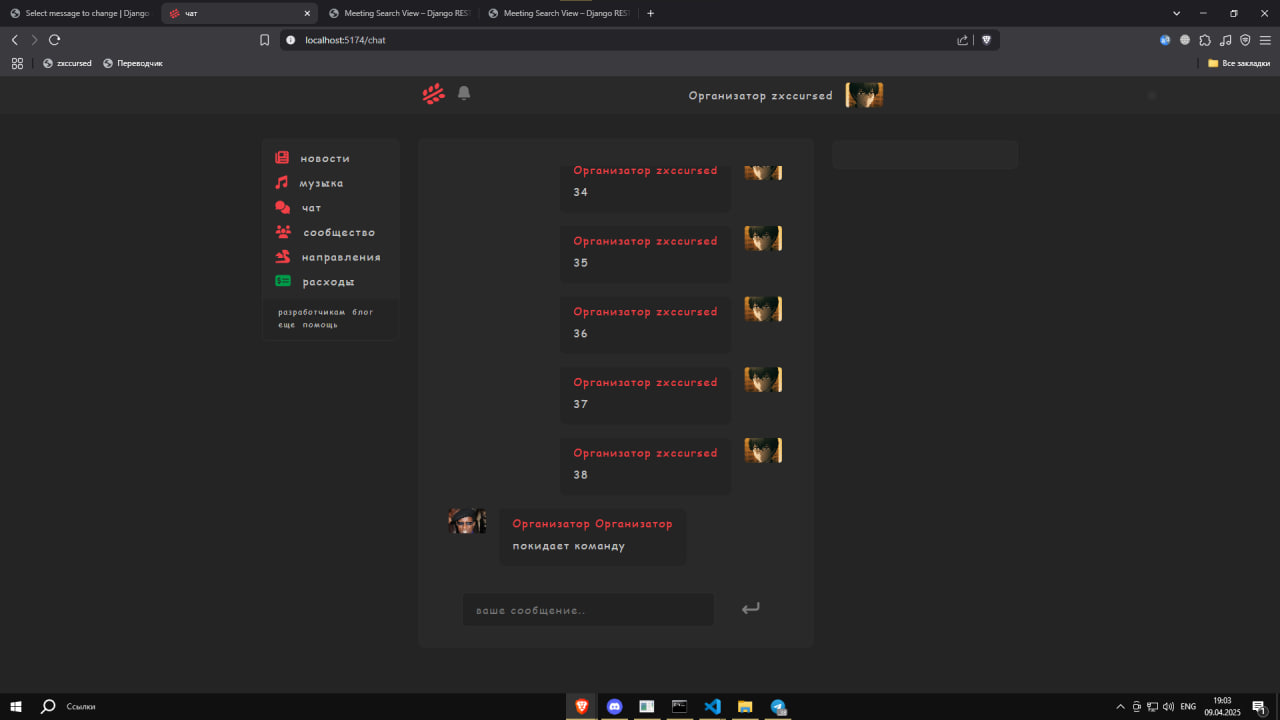 Select message to change | Django
чат
Meeting Search View – Django REST
Meeting Search View – Django REST
localhost:5174/chat
zxccursed
Переводчик
Все закладки
Организатор zxccursed
новости
музыка
чат
сообщество
направления
расходы
разработчикам блог
еще помощь
Организатор zxccursed
34
Организатор zxccursed
35
Организатор zxccursed
36
Организатор zxccursed
37
Организатор zxccursed
38
Организатор Организатор
покидает команду
ваше сообщение..
Ссылки
ENG
19:03
09.04.2025